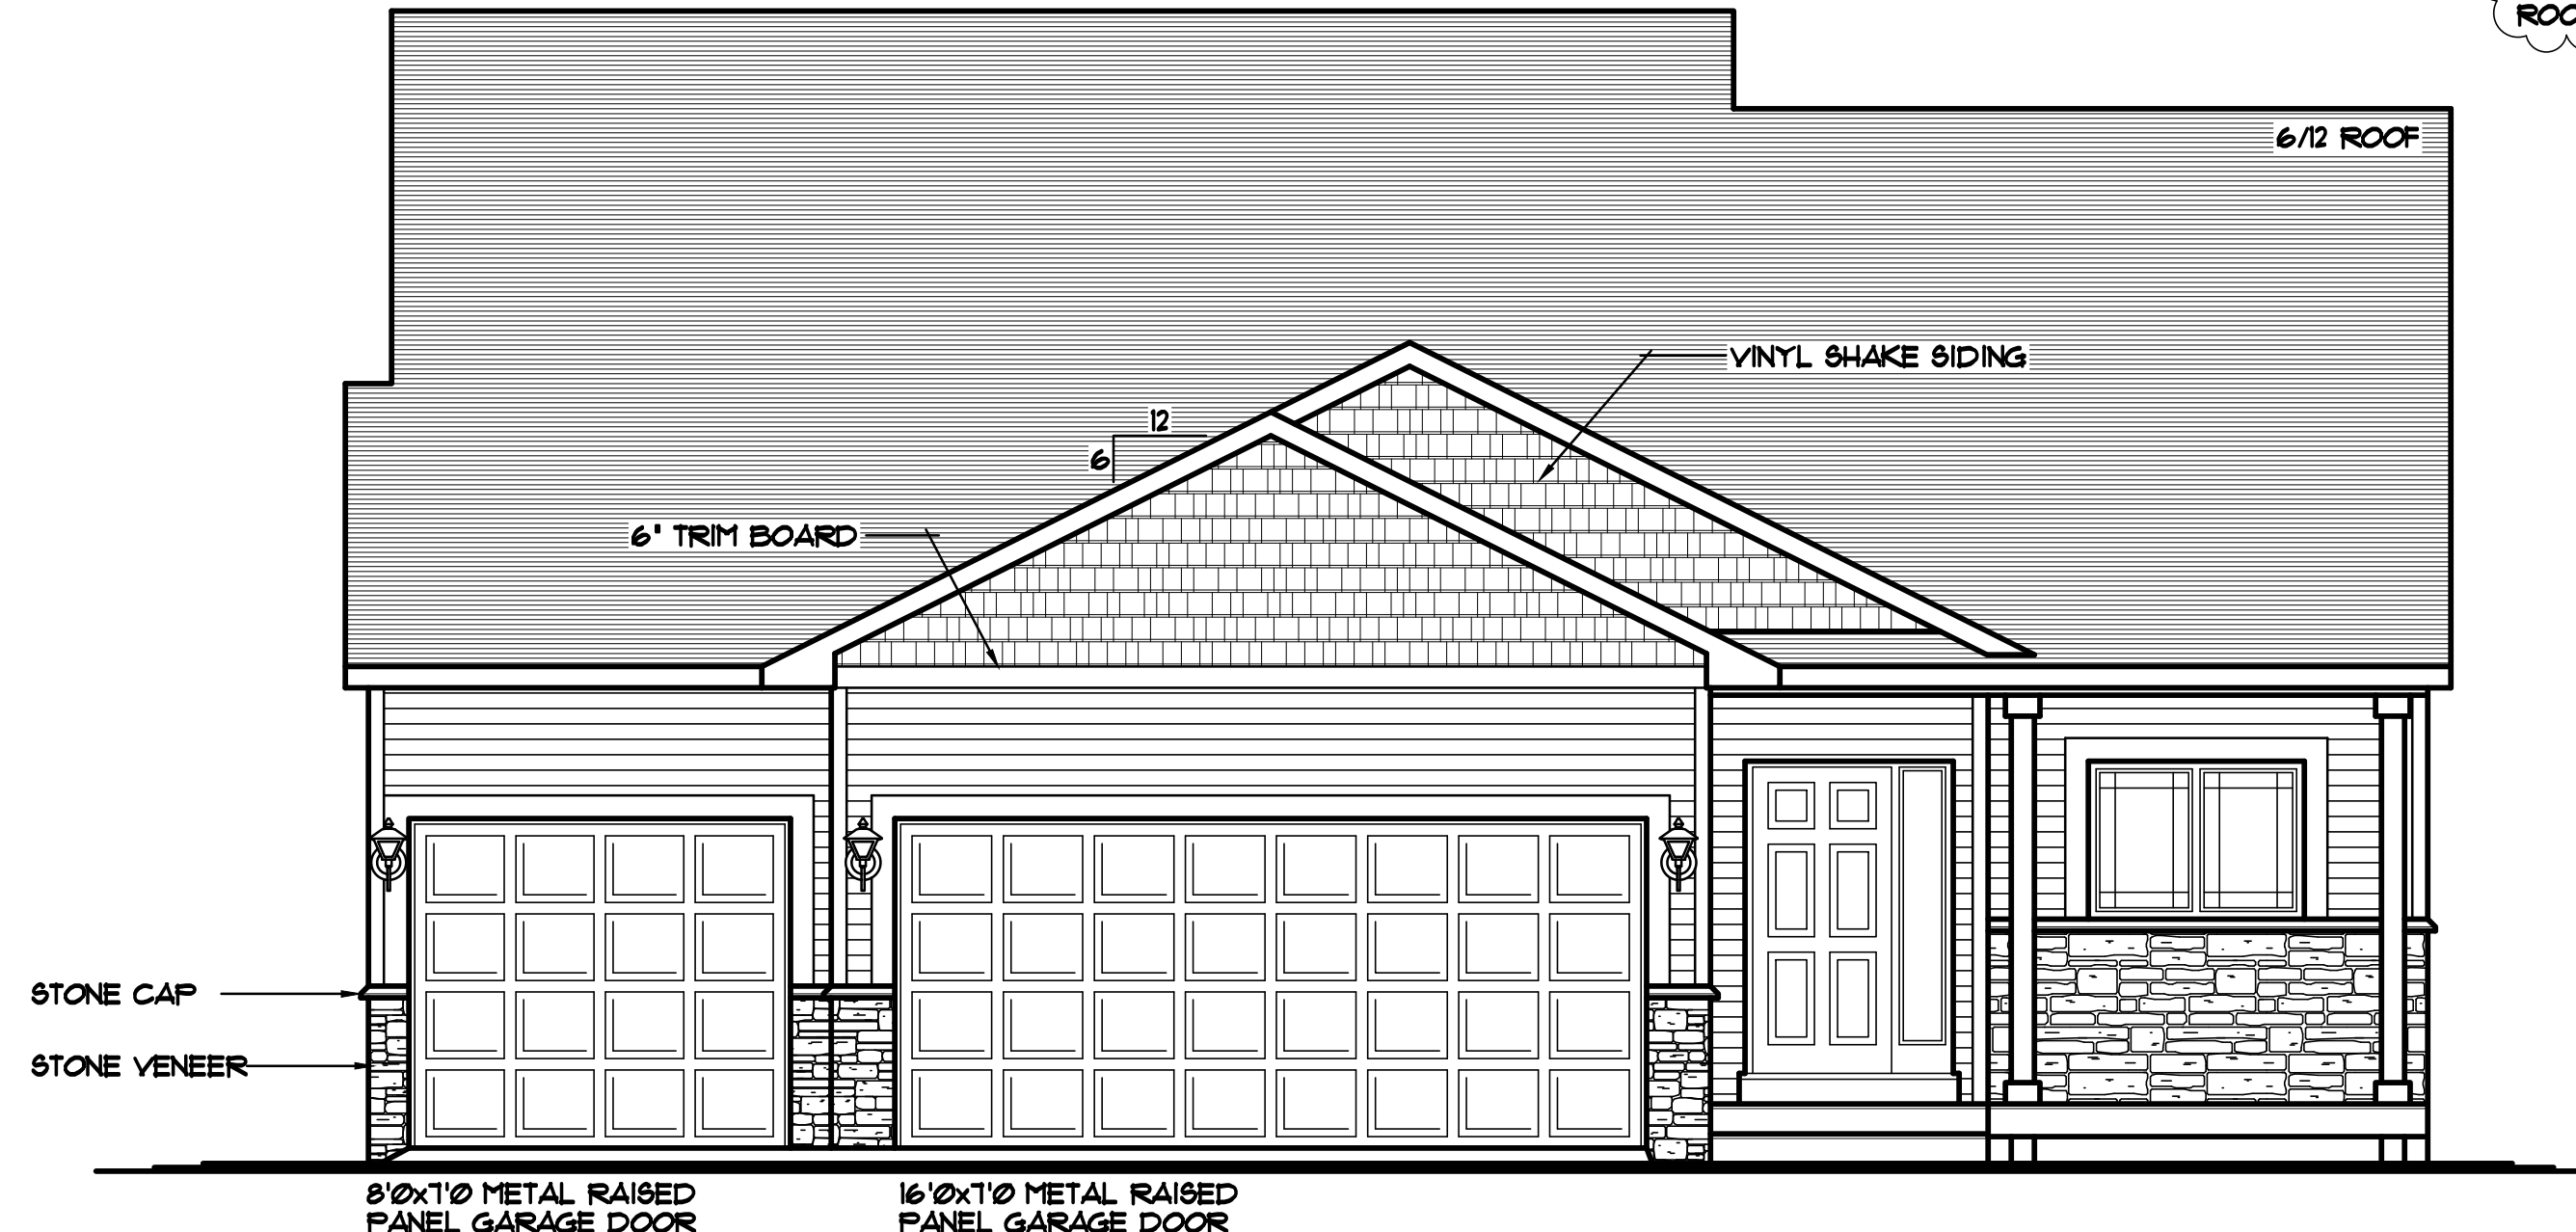 6/12 ROOF
VINYL SHAKE SIDING
12
6
6" TRIM BOARD
STONE CAP
STONE VENEER
8'0x7'0 METAL RAISED
PANEL GARAGE DOOR
16'0x7'0 METAL RAISED
PANEL GARAGE DOOR